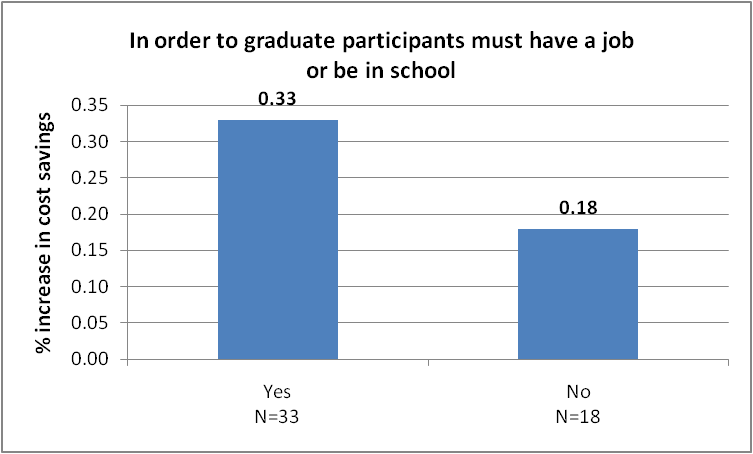 In order to graduate participants must have a job
or be in school
% increase in cost savings
0.35
0.30
0.25
0.20
0.15
0.10
0.05
0.00
0.33
0.18
Yes
N=33
No
N=18